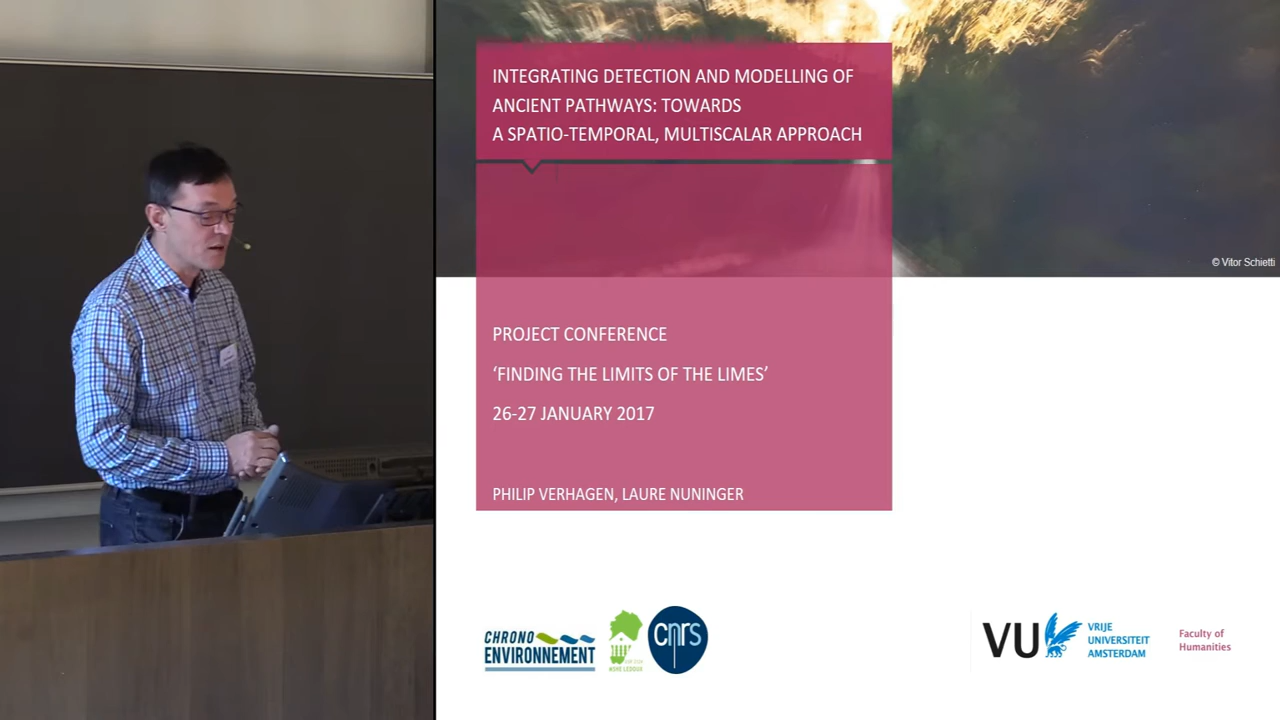 INTEGRATING DETECTION AND MODELLING OF
ANCIENT PATHWAYS: TOWARDS
A SPATIO-TEMPORAL, MULTISCALAR APPROACH
© Vitor Schietti
PROJECT CONFERENCE
‘FINDING THE LIMITS OF THE LIMES’
26-27 JANUARY 2017
PHILIP VERHAGEN, LAURE NUNINGER
CHRONO
ENVIRONNEMENT
MSHE LEDOUX
cnrs
VU
VRIJE
UNIVERSITEIT
AMSTERDAM
Faculty of
Humanities